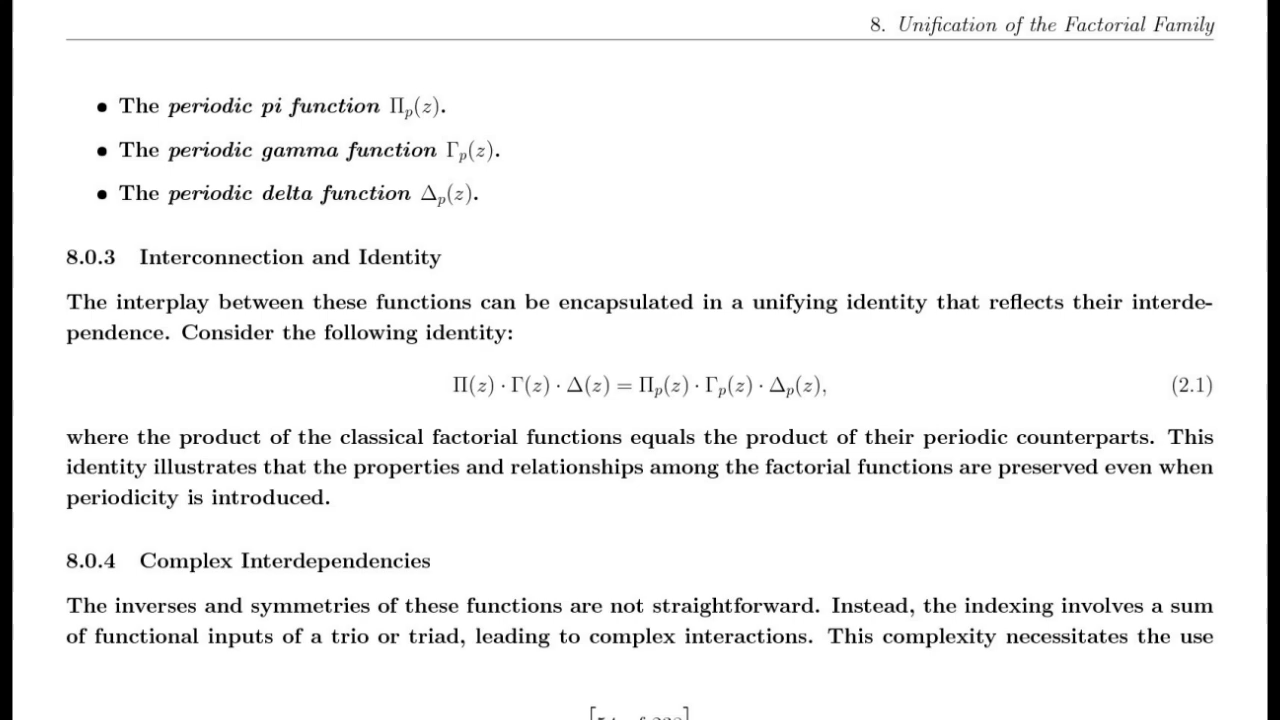 8. Unification of the Factorial Family
• The periodic pi function Πₚ(z).
• The periodic gamma function Γₚ(z).
• The periodic delta function Δₚ(z).
8.0.3 Interconnection and Identity
The interplay between these functions can be encapsulated in a unifying identity that reflects their interde-
pendence. Consider the following identity:
Π(z) · Γ(z) · Δ(z) = Πₚ(z) · Γₚ(z) · Δₚ(z), (2.1)
where the product of the classical factorial functions equals the product of their periodic counterparts. This
identity illustrates that the properties and relationships among the factorial functions are preserved even when
periodicity is introduced.
8.0.4 Complex Interdependencies
The inverses and symmetries of these functions are not straightforward. Instead, the indexing involves a sum
of functional inputs of a trio or triad, leading to complex interactions. This complexity necessitates the use